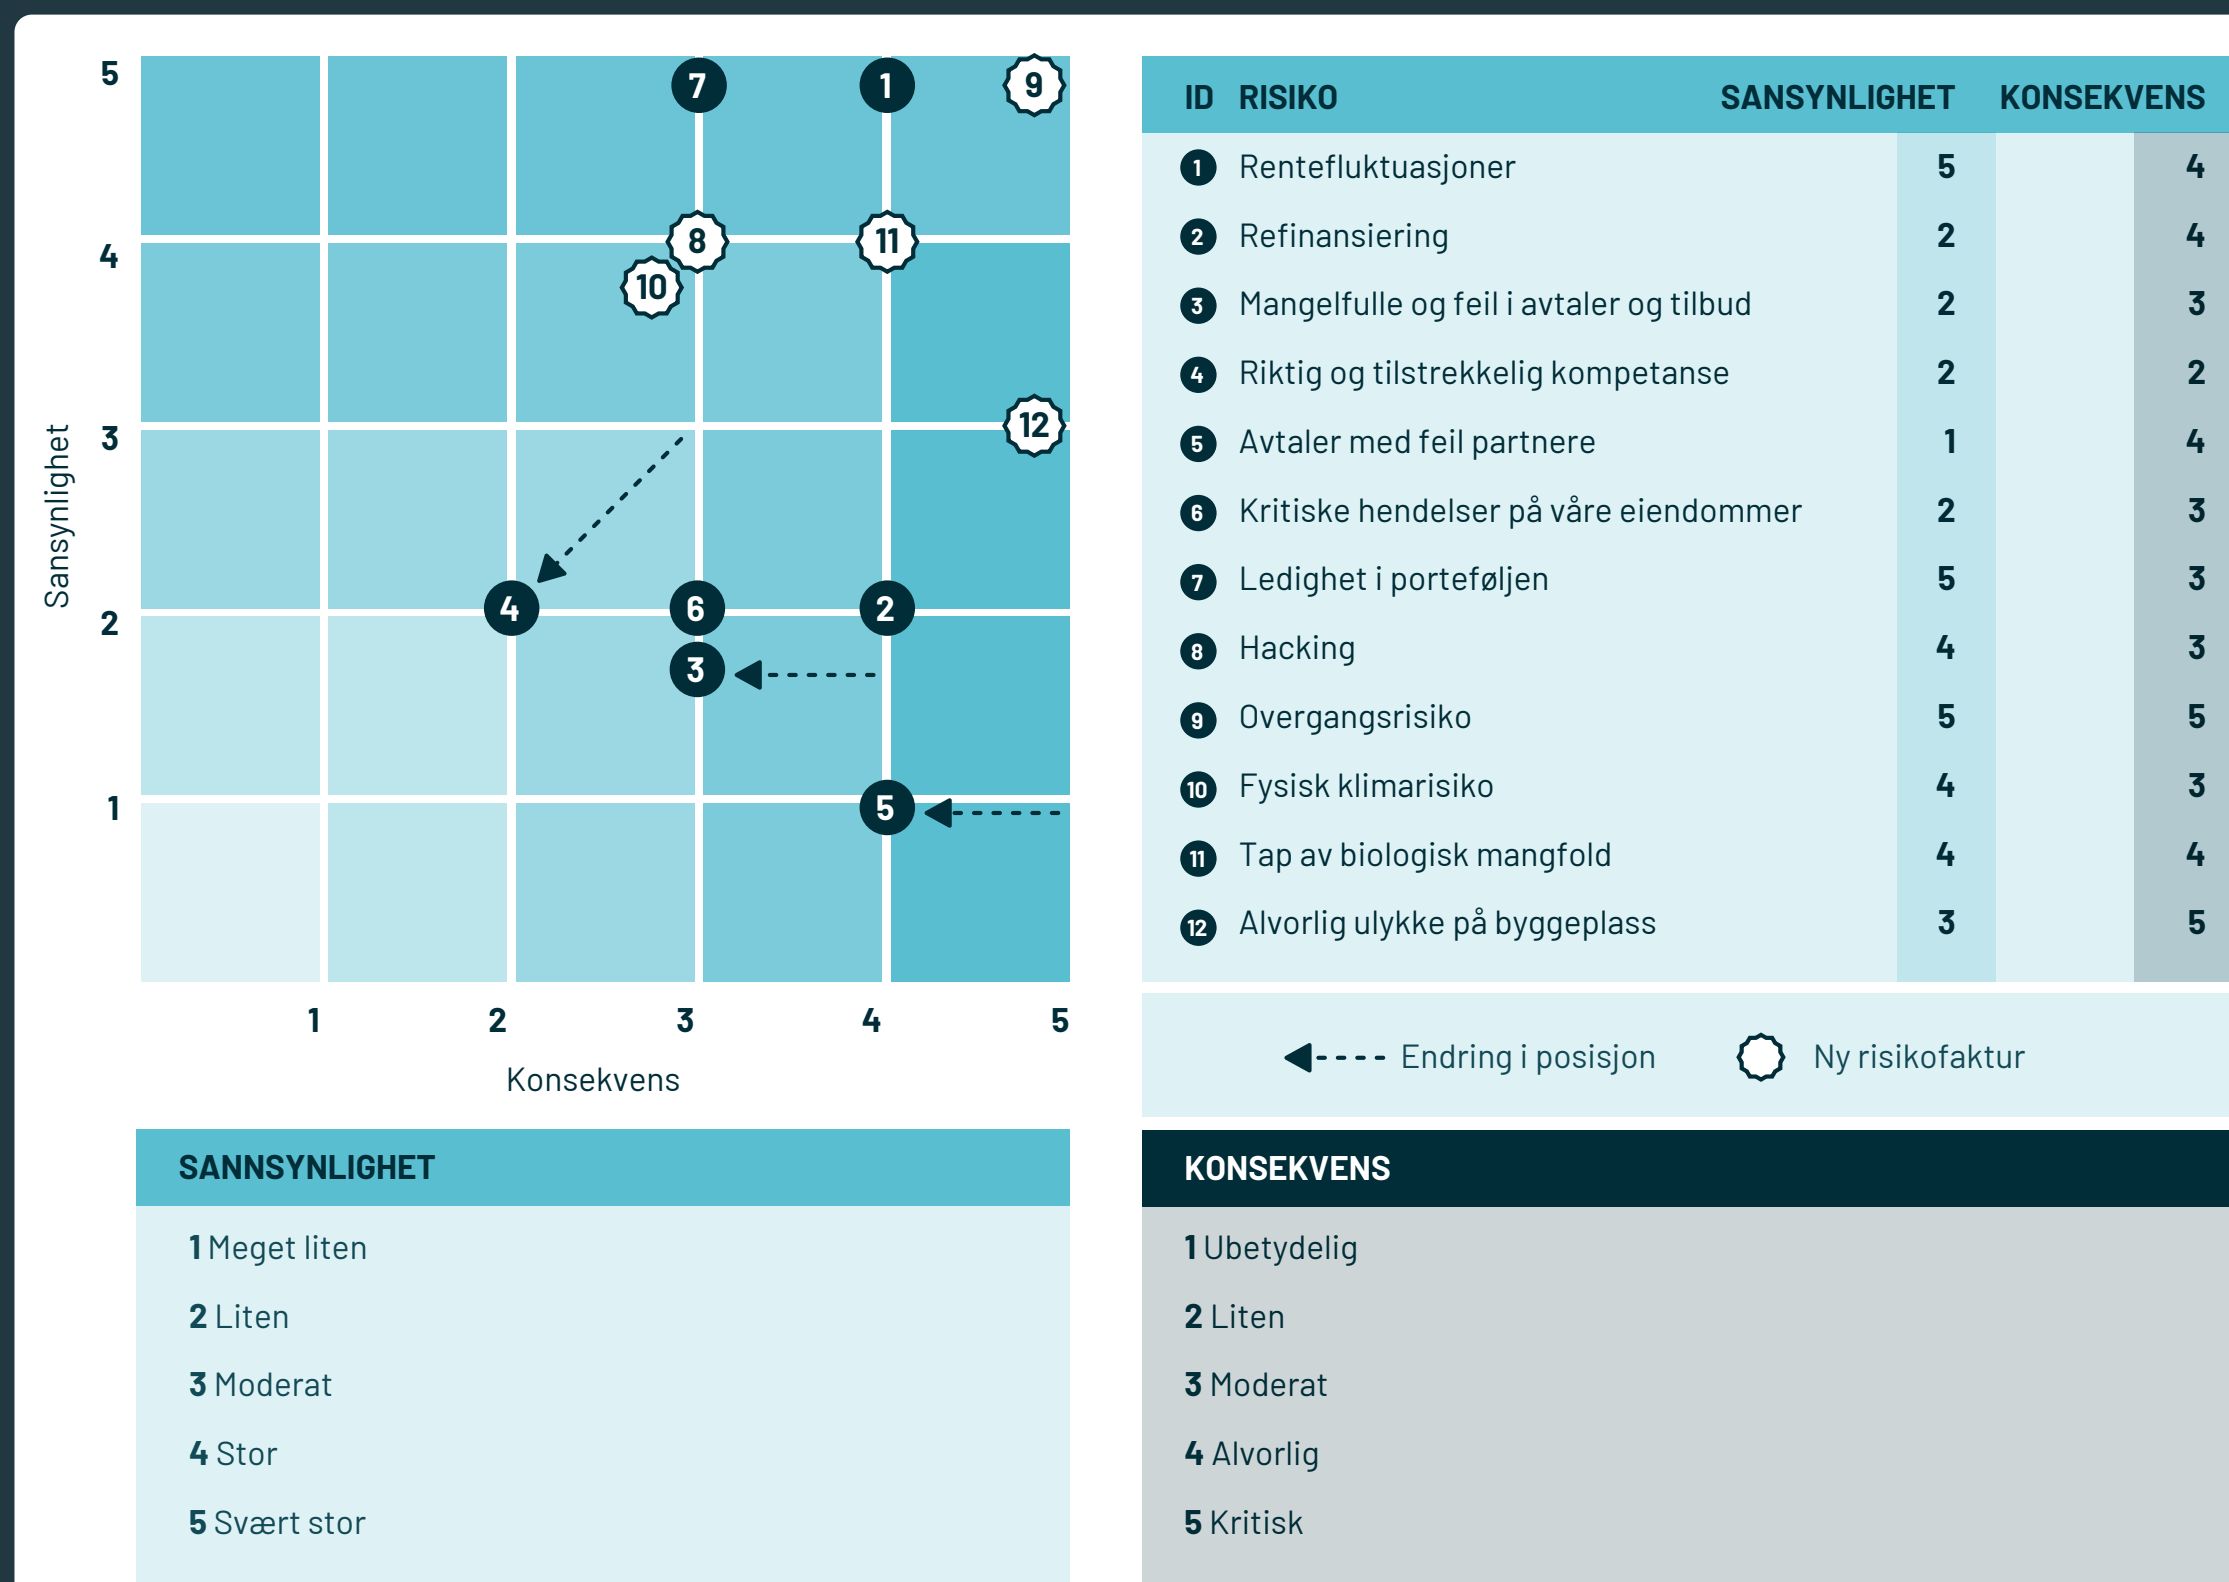 5
4
3
2
1
Sansynlighet
7
1
9
8
11
10
12
4
6
2
3
5
1
2
3
4
5
Konsekvens
ID RISIKO SANSYNLIGHET KONSEKVENS
1 Rentefluktuasjoner 5 4
2 Refinansiering 2 4
3 Mangelfulle og feil i avtaler og tilbud 2 3
4 Riktig og tilstrekkelig kompetanse 2 2
5 Avtaler med feil partnere 1 4
6 Kritiske hendelser på våre eiendommer 2 3
7 Ledighet i porteføljen 5 3
8 Hacking 4 3
9 Overgangsrisiko 5 5
10 Fysisk klimarisiko 4 3
11 Tap av biologisk mangfold 4 4
12 Alvorlig ulykke på byggeplass 3 5
Endring i posisjon
Ny risikofaktur
SANNSYNLIGHET
1 Meget liten
2 Liten
3 Moderat
4 Stor
5 Svært stor
KONSEKVENS
1 Ubetydelig
2 Liten
3 Moderat
4 Alvorlig
5 Kritisk